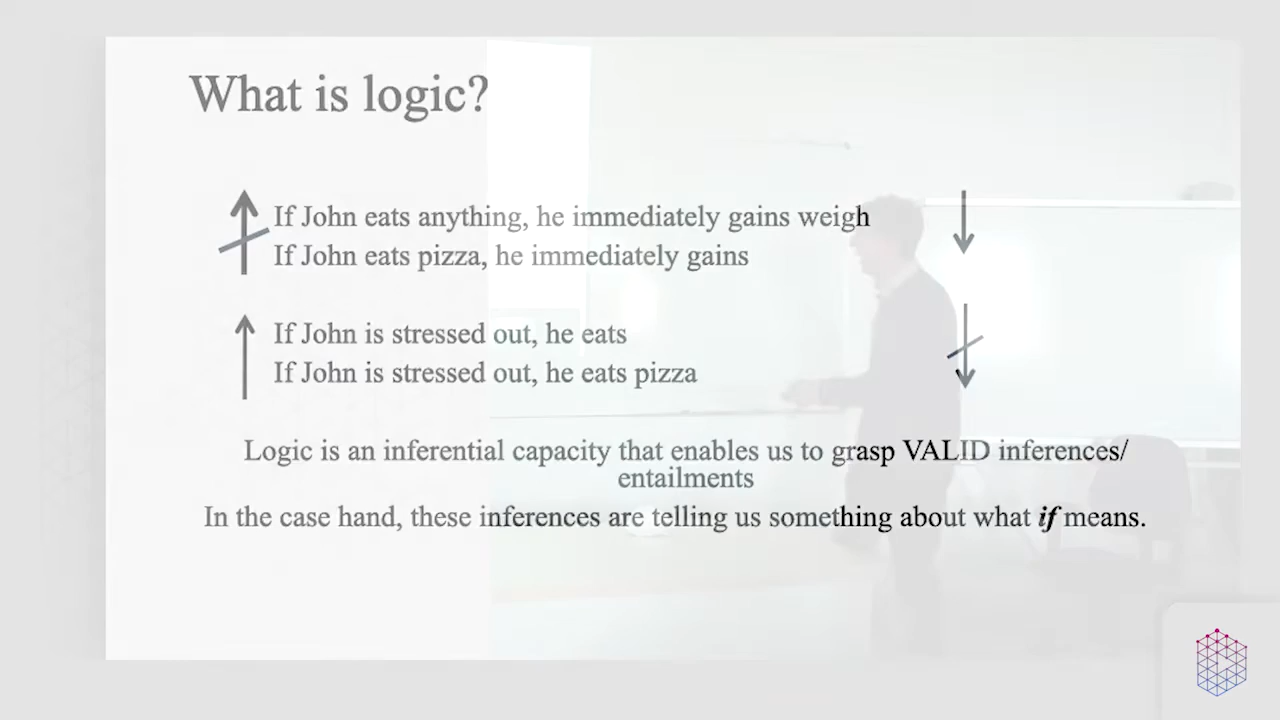 What is logic?
If John eats anything, he immediately gains weigh
If John eats pizza, he immediately gains
If John is stressed out, he eats
If John is stressed out, he eats pizza
Logic is an inferential capacity that enables us to grasp VALID inferences/
entailments
In the case hand, these inferences are telling us something about what if means.